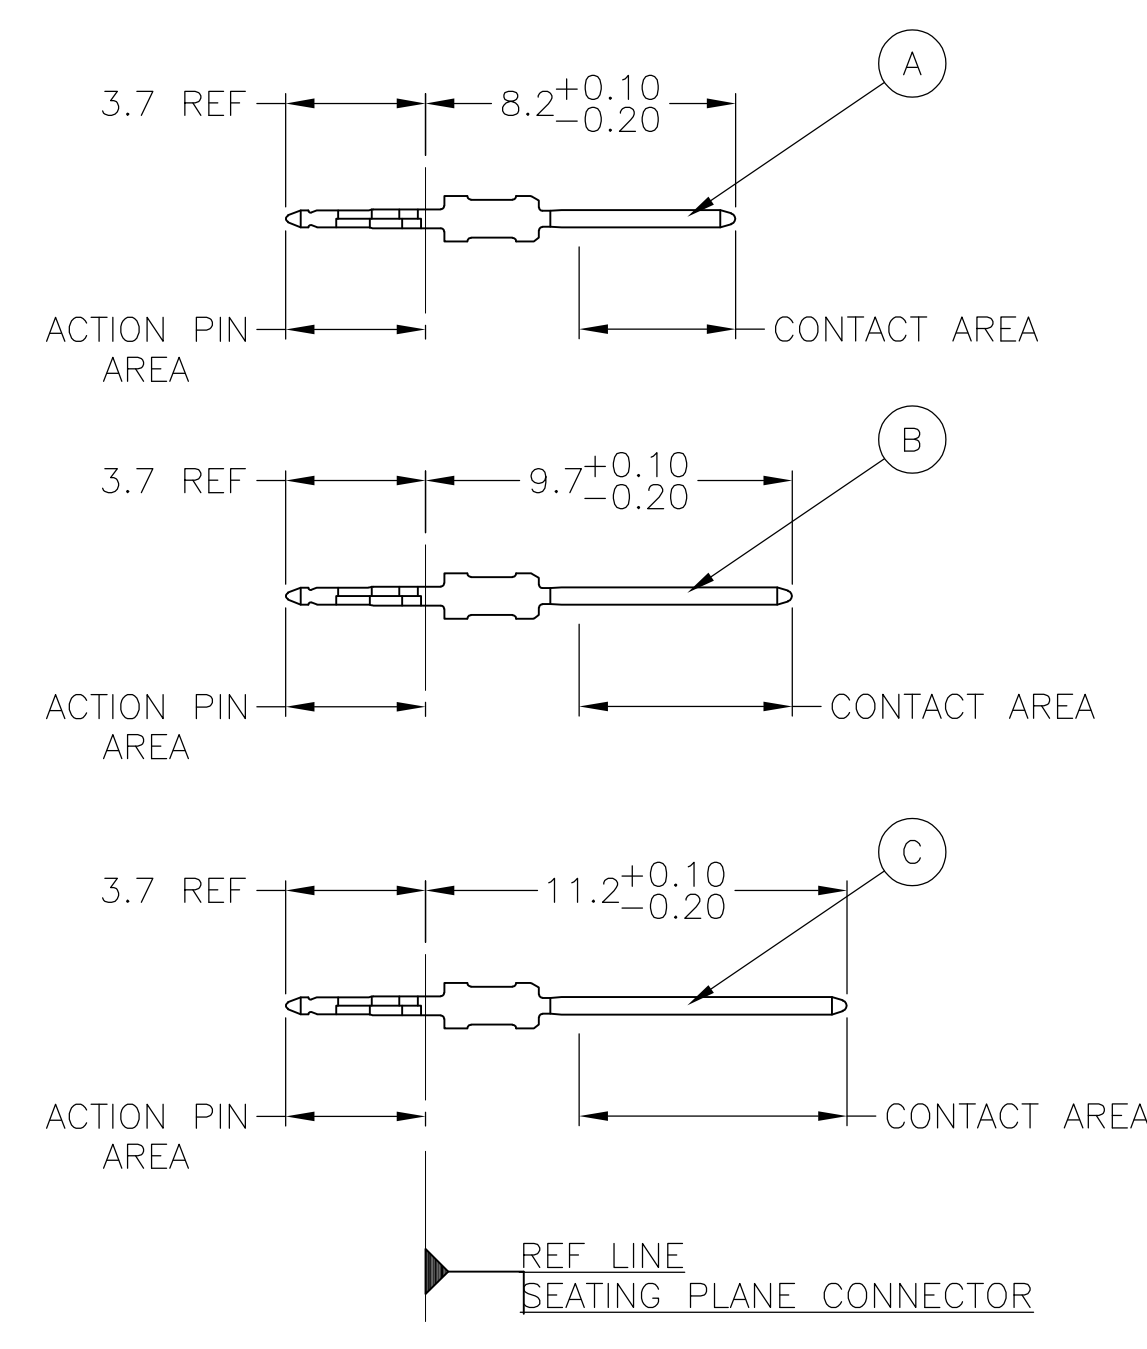 A
3.7 REF
8.2 +0.10
-0.20
ACTION PIN
AREA
CONTACT AREA
B
3.7 REF
9.7 +0.10
-0.20
ACTION PIN
AREA
CONTACT AREA
C
3.7 REF
11.2 +0.10
-0.20
ACTION PIN
AREA
CONTACT AREA
REF LINE
SEATING PLANE CONNECTOR